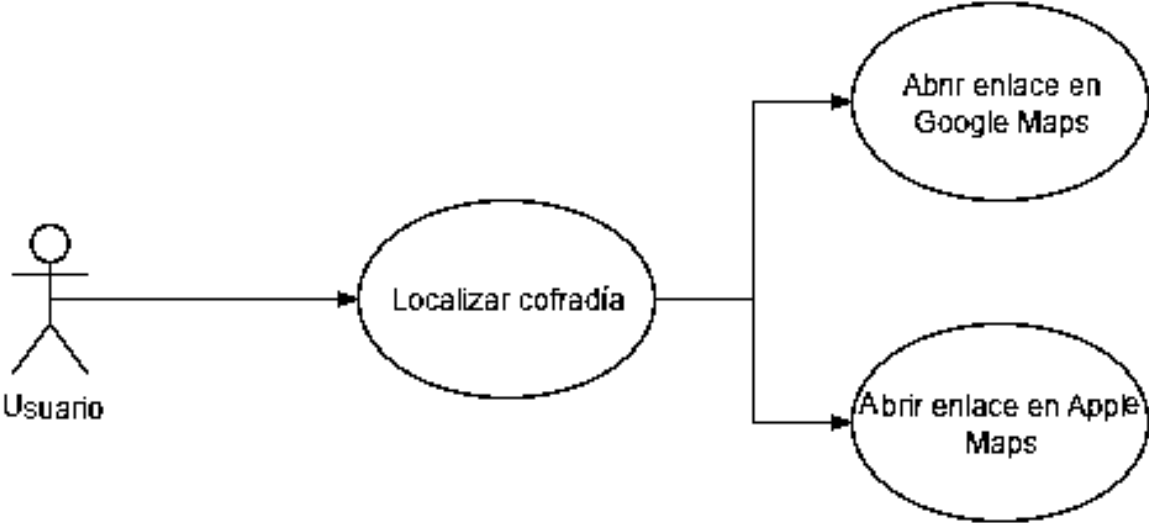 Abrir enlace en
Google Maps
Localizar cofradía
Usuario
Abrir enlace en Apple
Maps